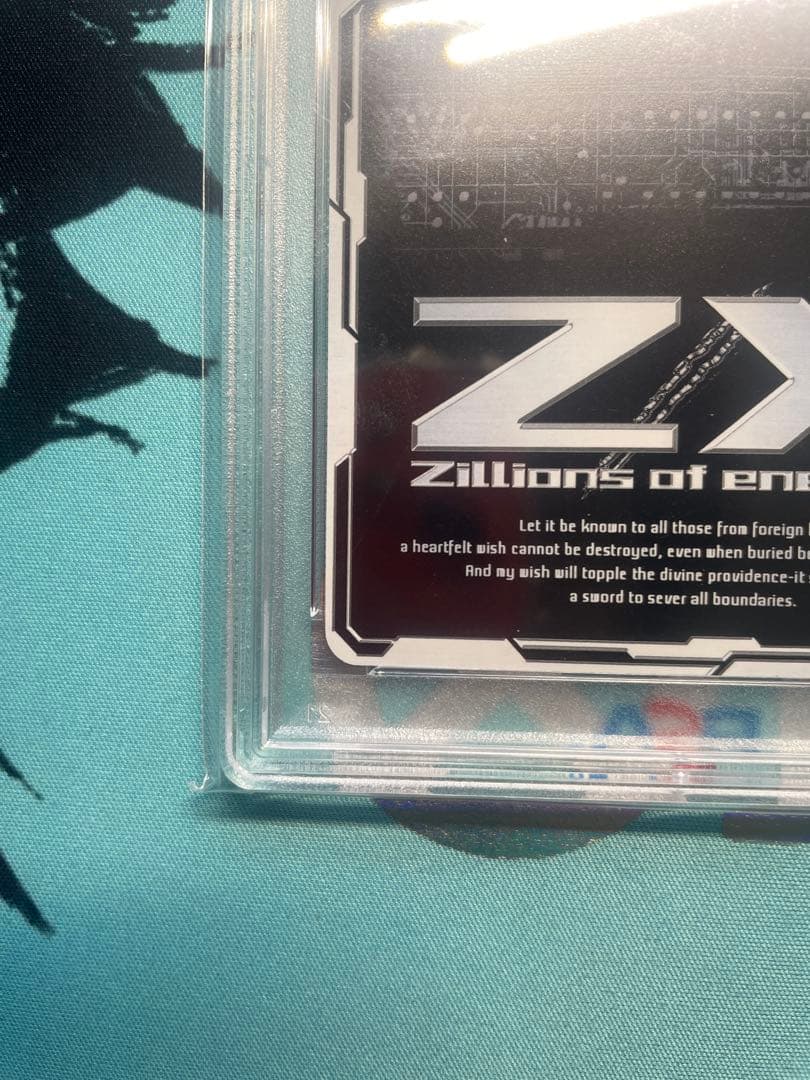 ZX
Zillions of ene
Let it be known to all those from foreign
a heartfelt wish cannot be destroyed, even when buried
And my wish will topple the divine providence-it
a sword to sever all boundaries.
PSA